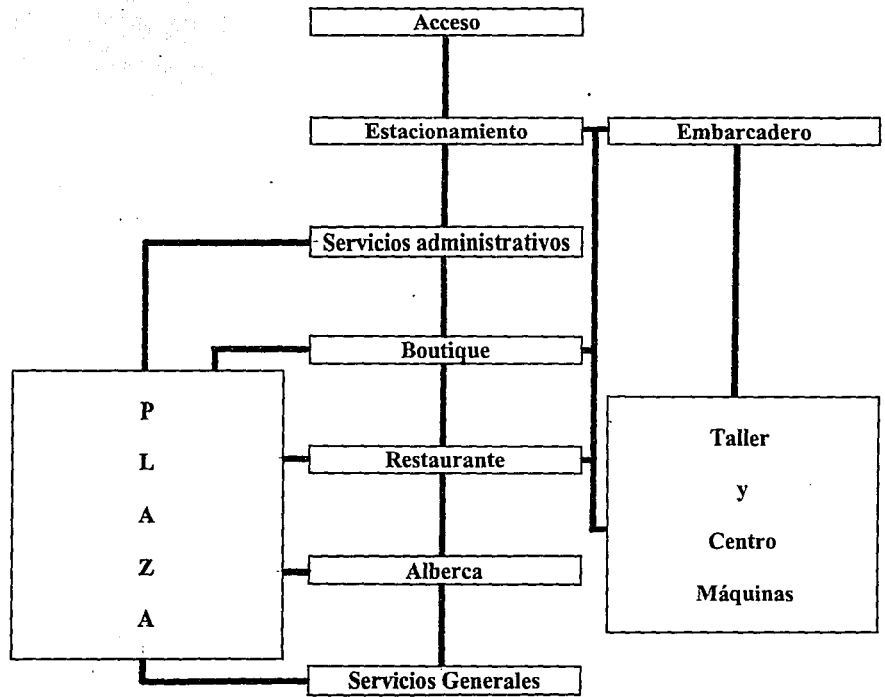 Acceso
Estacionamiento
Embarcadero
Servicios administrativos
Boutique
P
L
A
Z
A
Restaurante
Alberca
Servicios Generales
Taller
y
Centro
Máquinas